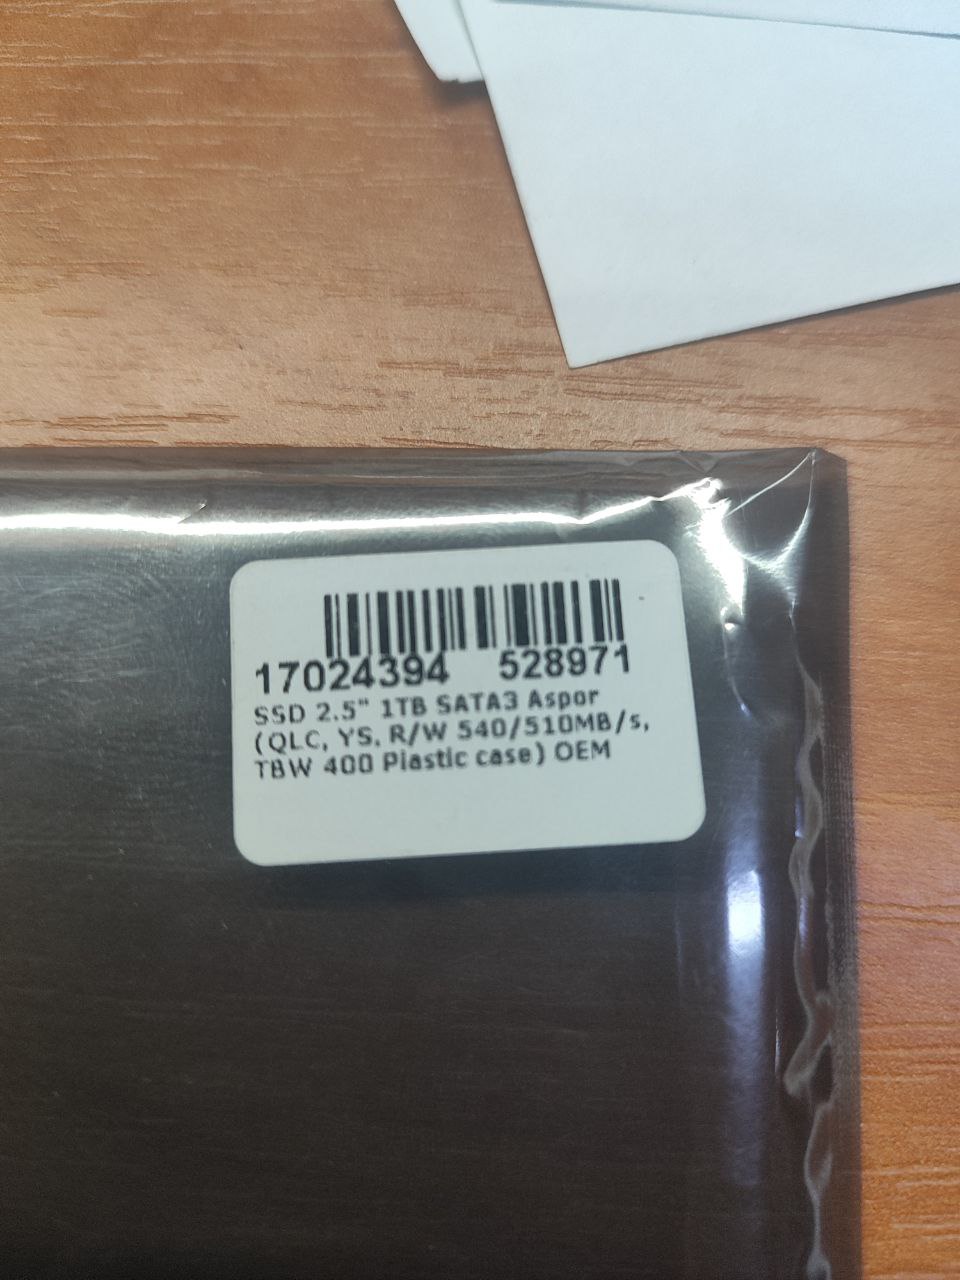 17024394 528971
SSD 2.5" 1TB SATA3 Aspor
(QLC, YS, R/W 540/510MB/s,
TBW 400 Plastic case) OEM